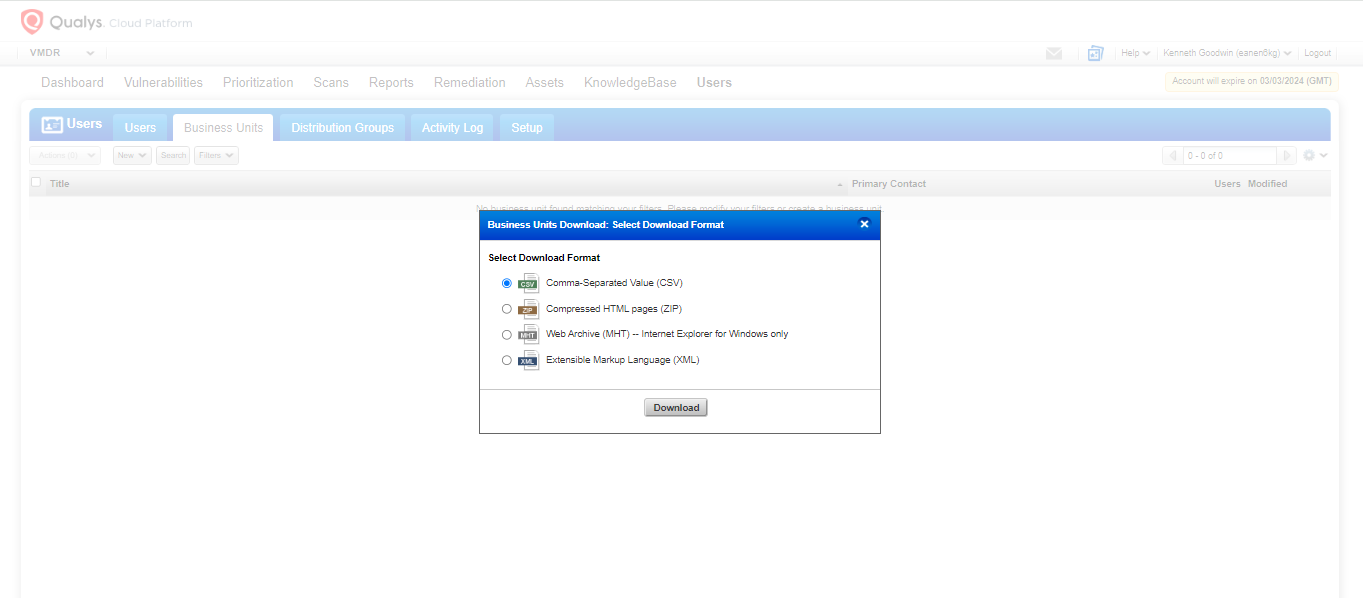 Qualys. Cloud Platform
VMDR
Help Kenneth Goodwin (eanen6kg) Logout
Dashboard Vulnerabilities Prioritization Scans Reports Remediation Assets KnowledgeBase Users
Account will expire on 03/03/2024 (GMT)
Users Users Business Units Distribution Groups Activity Log Setup
Actions (0) New Search Filters 0 - 0 of 0
Title Primary Contact Users Modified
No business unit found matching your filters. Please modify your filters or create a business unit
Business Units Download: Select Download Format
Select Download Format
CSV Comma-Separated Value (CSV)
ZIP Compressed HTML pages (ZIP)
MHT Web Archive (MHT) -- Internet Explorer for Windows only
XML Extensible Markup Language (XML)
Download